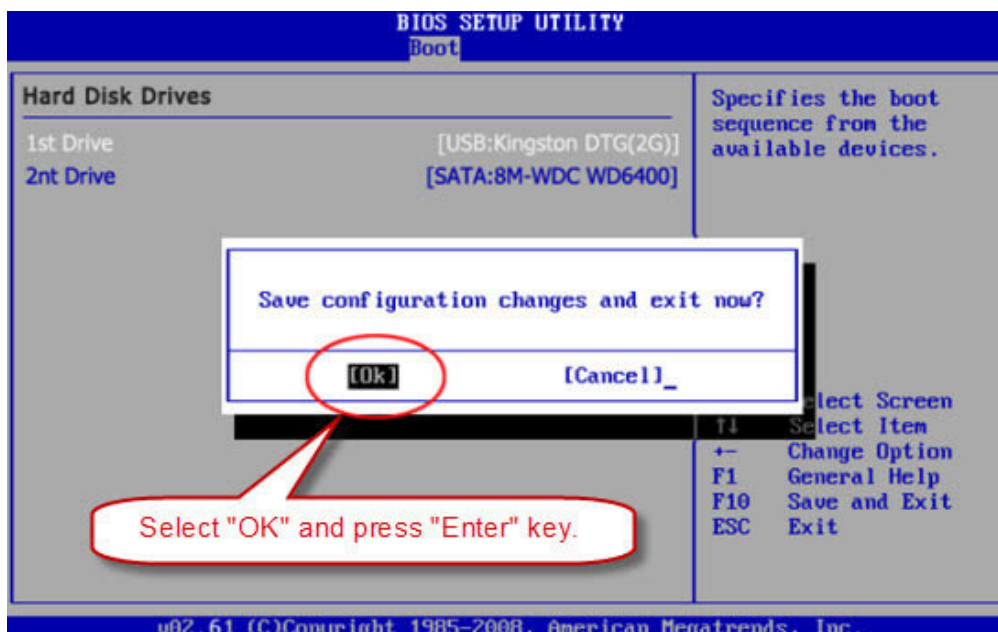 BIOS SETUP UTILITY
Boot
Hard Disk Drives
1st Drive [USB:Kingston DTG(2G)]
2nt Drive [SATA:8M-WDC WD6400]
Specifies the boot
sequence from the
available devices.
Save configuration changes and exit now?
[Ok] [Cancel]_
Select "OK" and press "Enter" key.
lect Screen
↑↓ Select Item
+- Change Option
F1 General Help
F10 Save and Exit
ESC Exit
v02.61 (C)Copyright 1985-2008, American Megatrends, Inc.